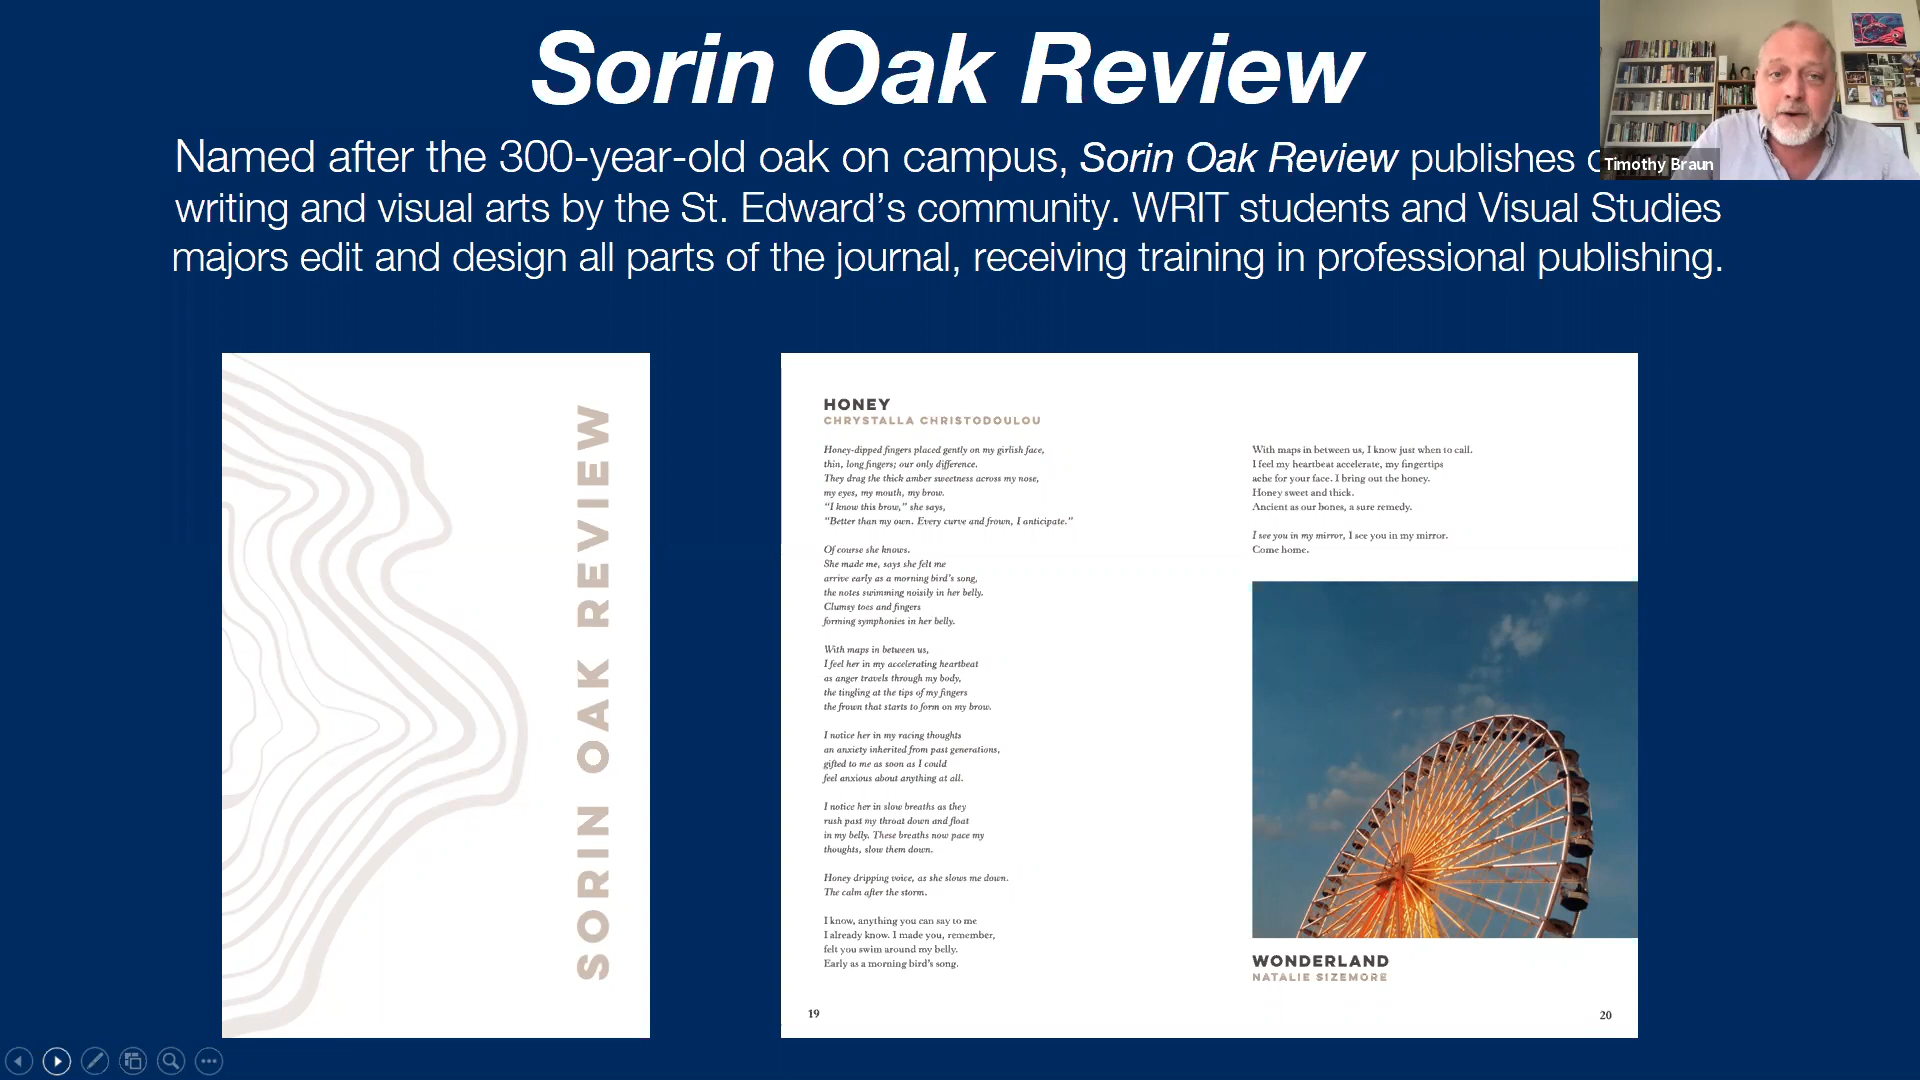 Sorin Oak Review
Named after the 300-year-old oak on campus, Sorin Oak Review publishes
writing and visual arts by the St. Edward’s community. WRIT students and Visual Studies
majors edit and design all parts of the journal, receiving training in professional publishing.
Timothy Braun
SORIN OAK REVIEW
HONEY
CHRYSTALLA CHRISTODOULOU
Honey-dipped fingers placed gently on my girlish face,
thin, long fingers; our only difference.
They drag the thick amber sweetness across my nose,
my eyes, my mouth, my brow.
“I know this brow,” she says,
“Better than my own. Every curve and frown, I anticipate.”
Of course she knows.
She made me, says she felt me
arrive early as a morning bird’s song,
the notes swimming noisily in her belly.
Clumsy toes and fingers
forming symphonies in her belly.
With maps in between us,
I feel her in my accelerating heartbeat
as anger travels through my body,
the tingling at the tips of my fingers
the frown that starts to form on my brow.
I notice her in my racing thoughts
an anxiety inherited from past generations,
gifted to me as soon as I could
feel anxious about anything at all.
I notice her in slow breaths as they
rush past my throat down and float
in my belly. These breaths now pace my
thoughts, slow them down.
Honey dripping voice, as she slows me down.
The calm after the storm.
I know, anything you can say to me
I already know. I made you, remember,
felt you swim around my belly.
Early as a morning bird’s song.
19
With maps in between us, I know just when to call.
I feel my heartbeat accelerate, my fingertips
ache for your face. I bring out the honey.
Honey sweet and thick.
Ancient as our bones, a sure remedy.
I see you in my mirror, I see you in my mirror.
Come home.
WONDERLAND
NATALIE SIZEMORE
20